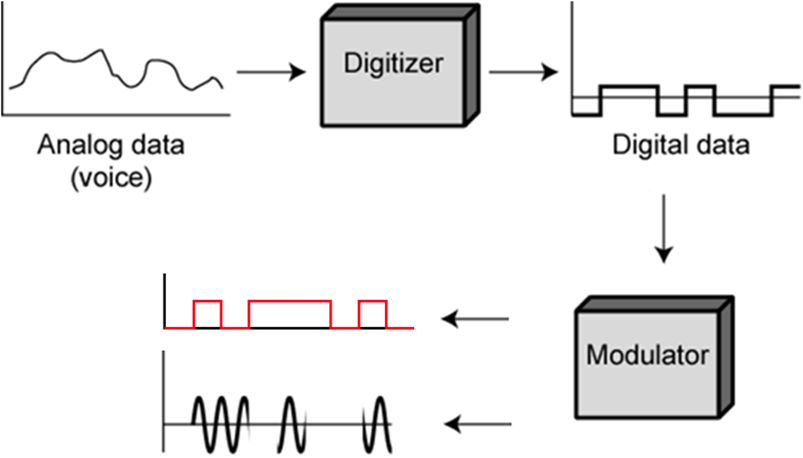 Digitizer
Analog data
(voice)
Digital data
Modulator